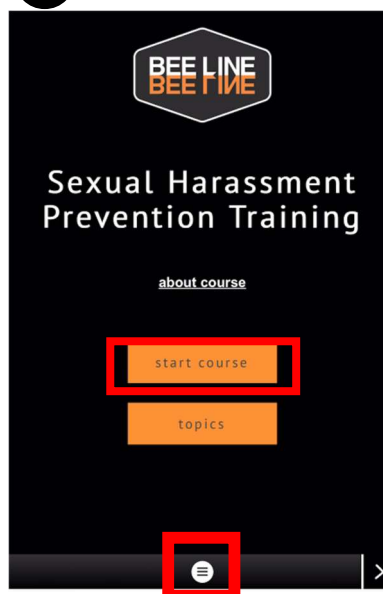 BEE LINE
BEE LINE
Sexual Harassment
Prevention Training
about course
start course
topics